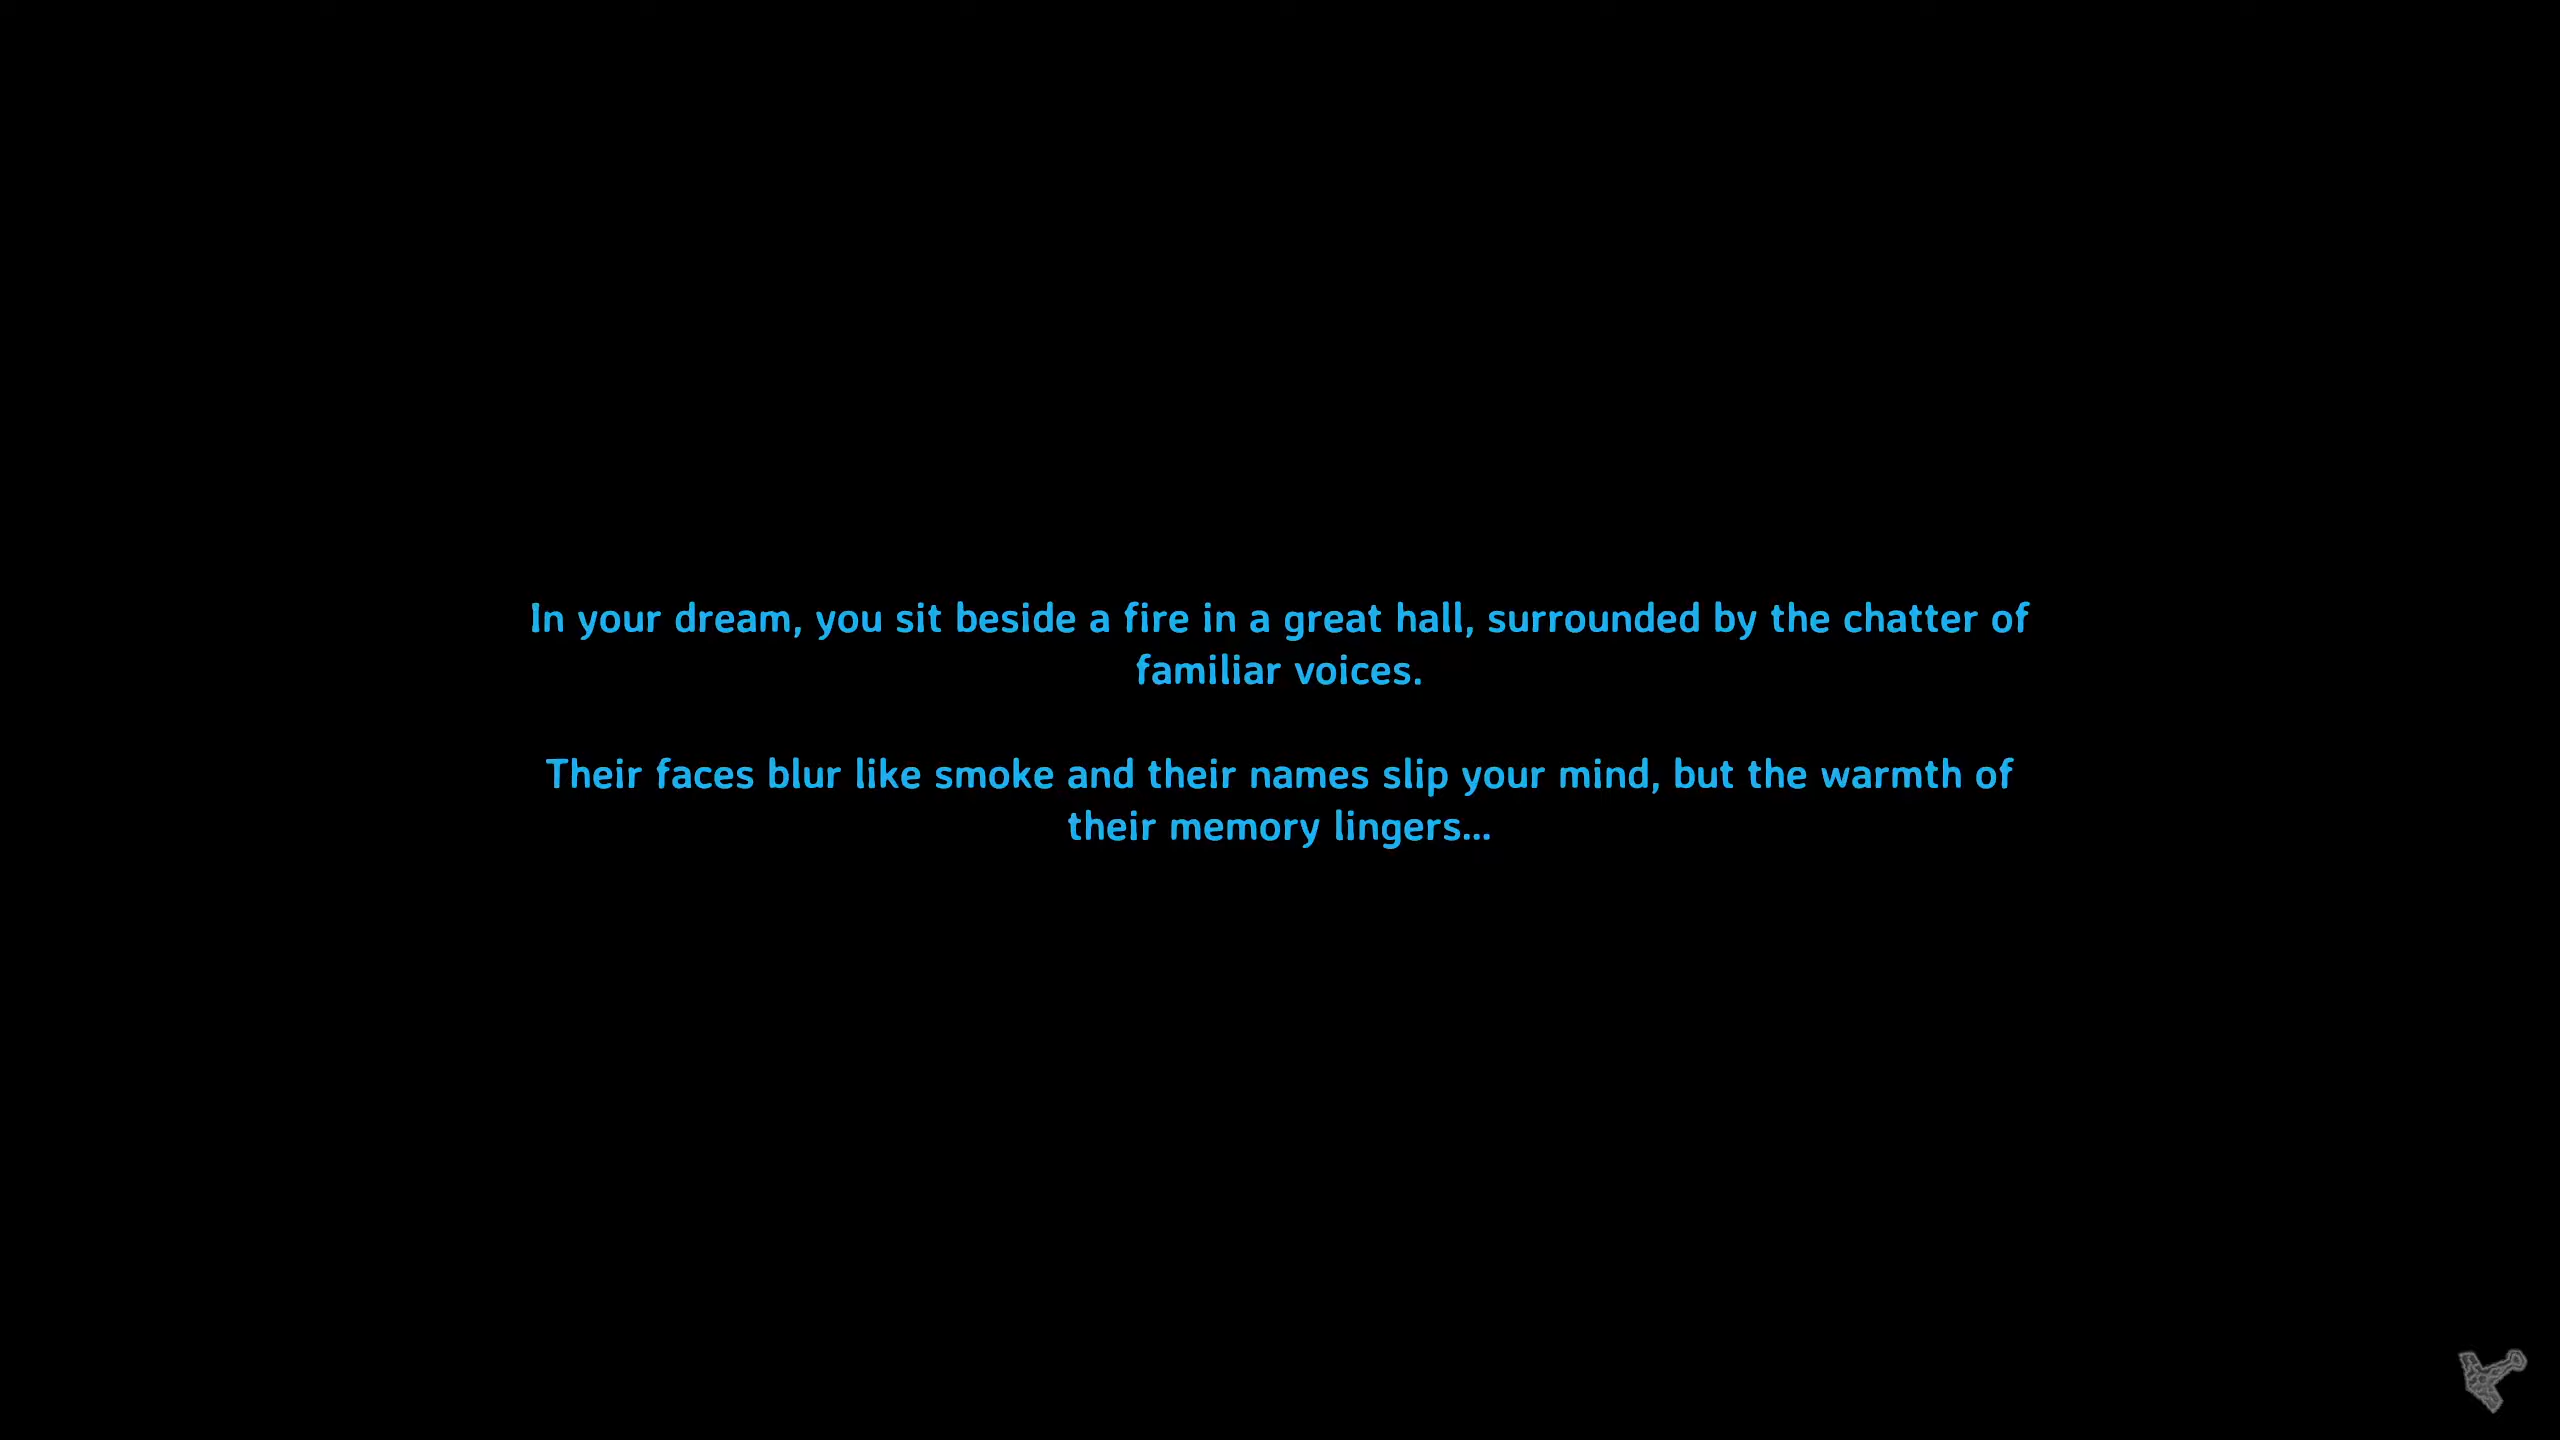 In your dream, you sit beside a fire in a great hall, surrounded by the chatter of
familiar voices.
Their faces blur like smoke and their names slip your mind, but the warmth of
their memory lingers...